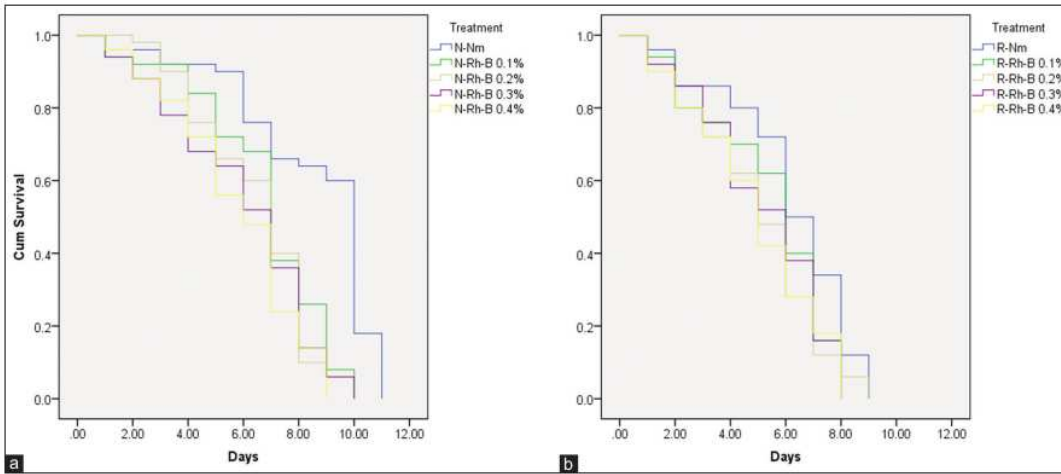 Treatment
N-Nm
N-Rh-B 0.1%
N-Rh-B 0.2%
N-Rh-B 0.3%
N-Rh-B 0.4%
1.0
0.8
0.6
0.4
0.2
0.0
Cum Survival
.00 2.00 4.00 6.00 8.00 10.00 12.00
Days
a
Treatment
R-Nm
R-Rh-B 0.1%
R-Rh-B 0.2%
R-Rh-B 0.3%
R-Rh-B 0.4%
1.0
0.8
0.6
0.4
0.2
0.0
.00 2.00 4.00 6.00 8.00 10.00 12.00
Days
b